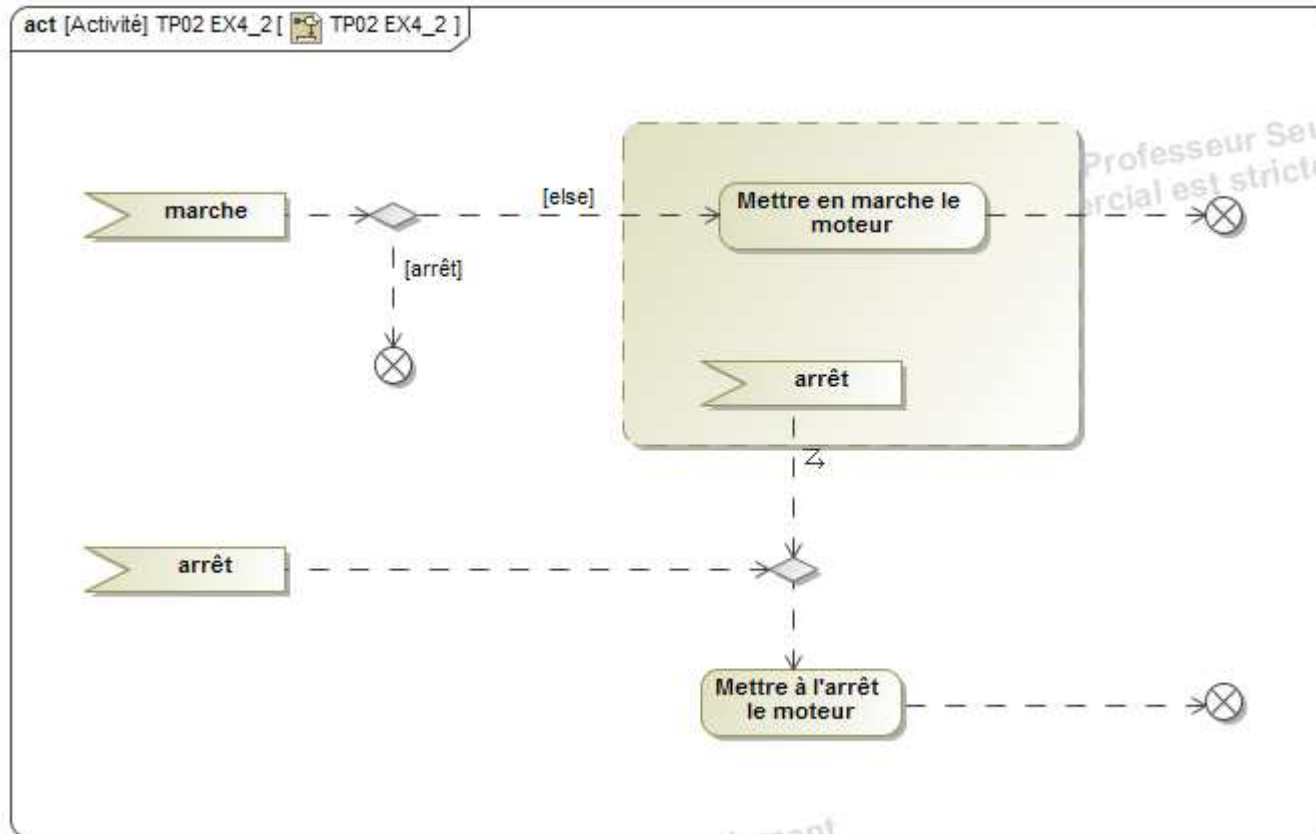 act [Activité] TP02 EX4_2 [ TP02 EX4_2 ]
Professeur
ercial est
marche
[else]
Mettre en marche le
moteur
[arrêt]
arrêt
arrêt
Mettre à l'arrêt
le moteur